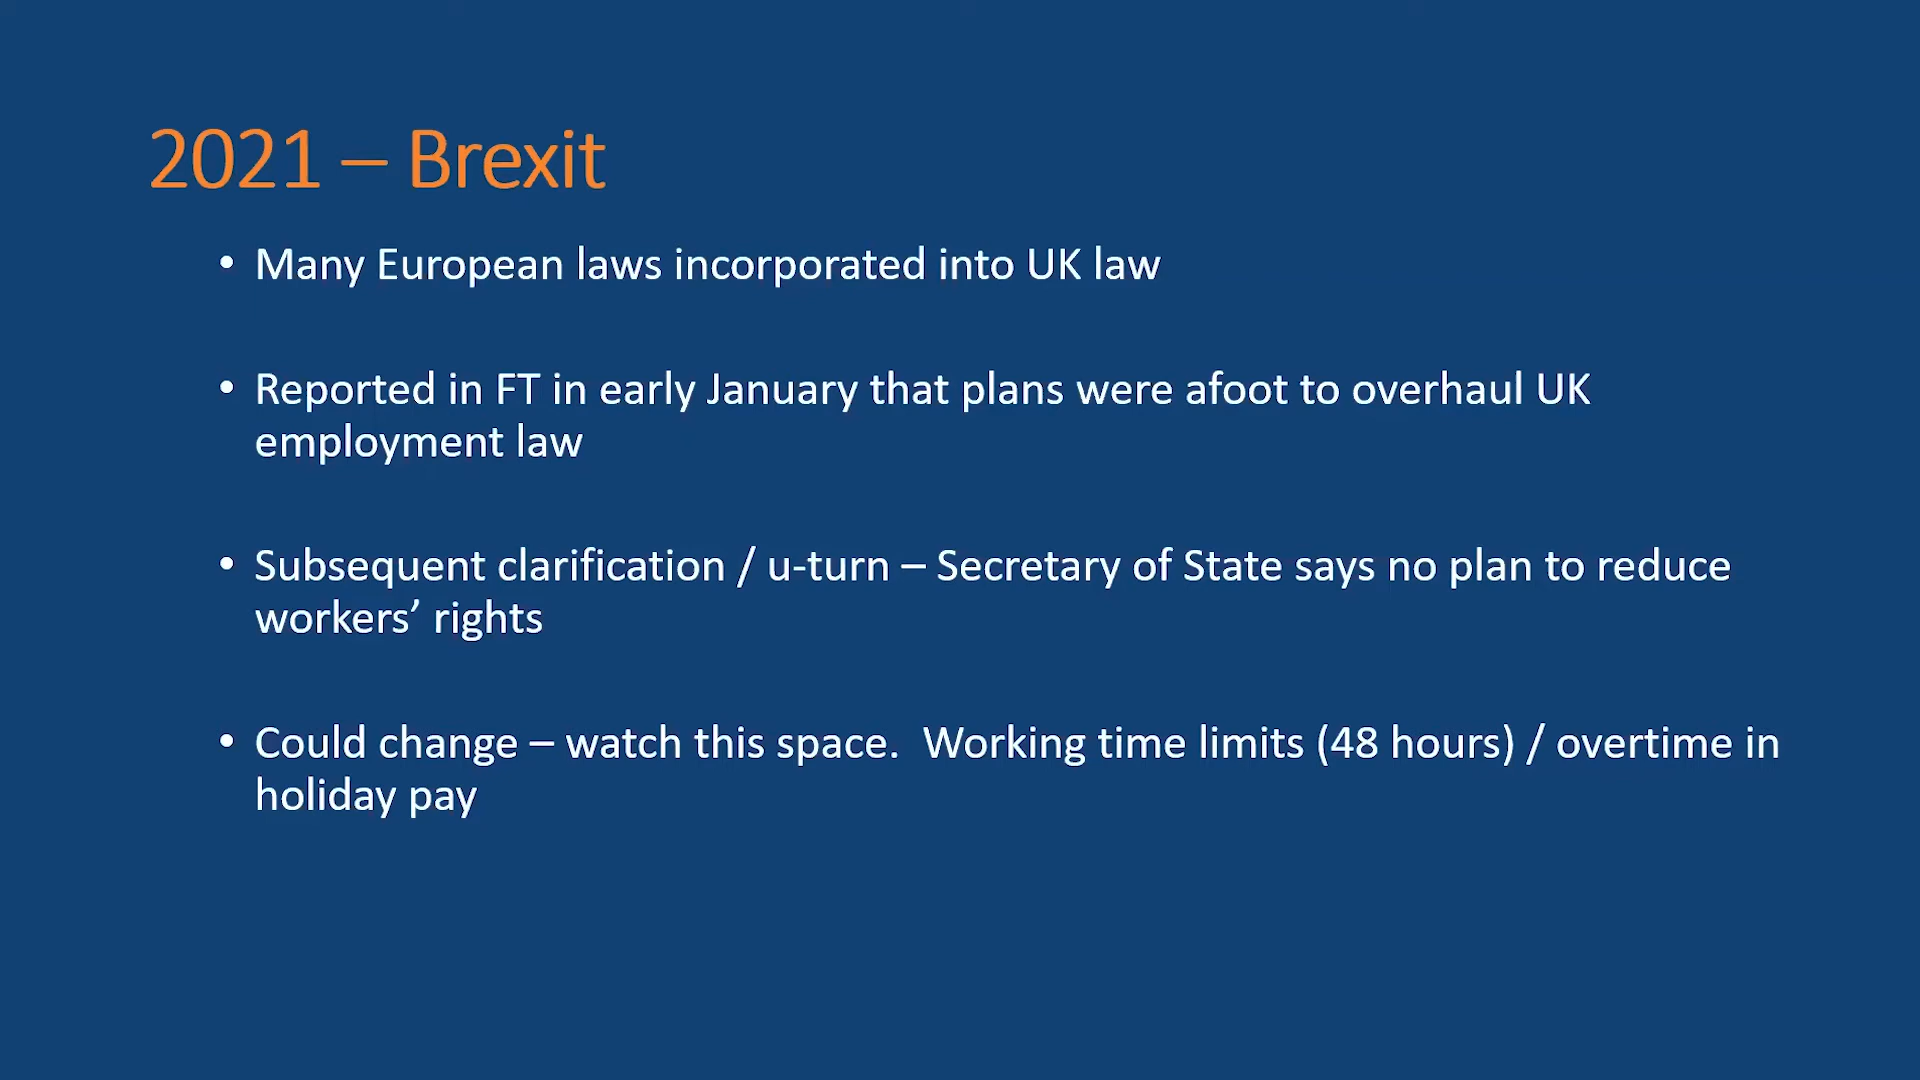 2021 – Brexit
• Many European laws incorporated into UK law
• Reported in FT in early January that plans were afoot to overhaul UK
employment law
• Subsequent clarification / u-turn – Secretary of State says no plan to reduce
workers’ rights
• Could change – watch this space.  Working time limits (48 hours) / overtime in
holiday pay